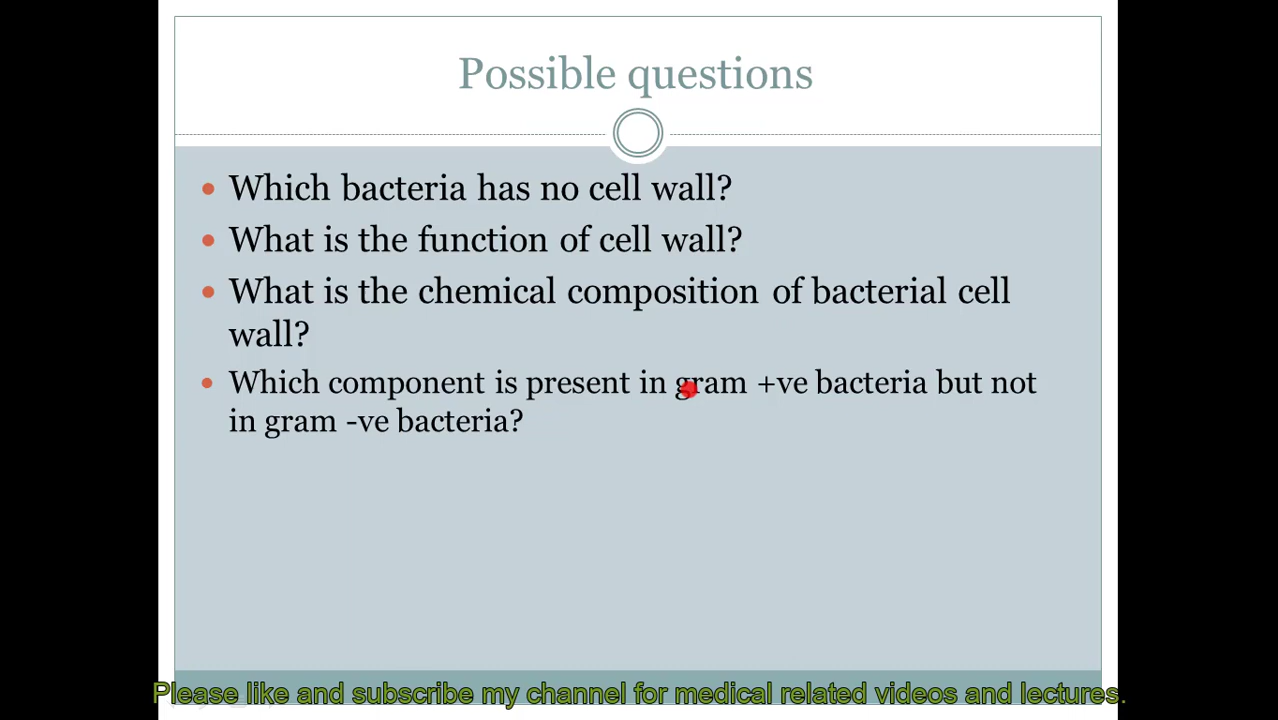 Possible questions
Which bacteria has no cell wall?
What is the function of cell wall?
What is the chemical composition of bacterial cell
wall?
Which component is present in gram +ve bacteria but not
in gram -ve bacteria?
Please like and subscribe my channel for medical related videos and lectures.